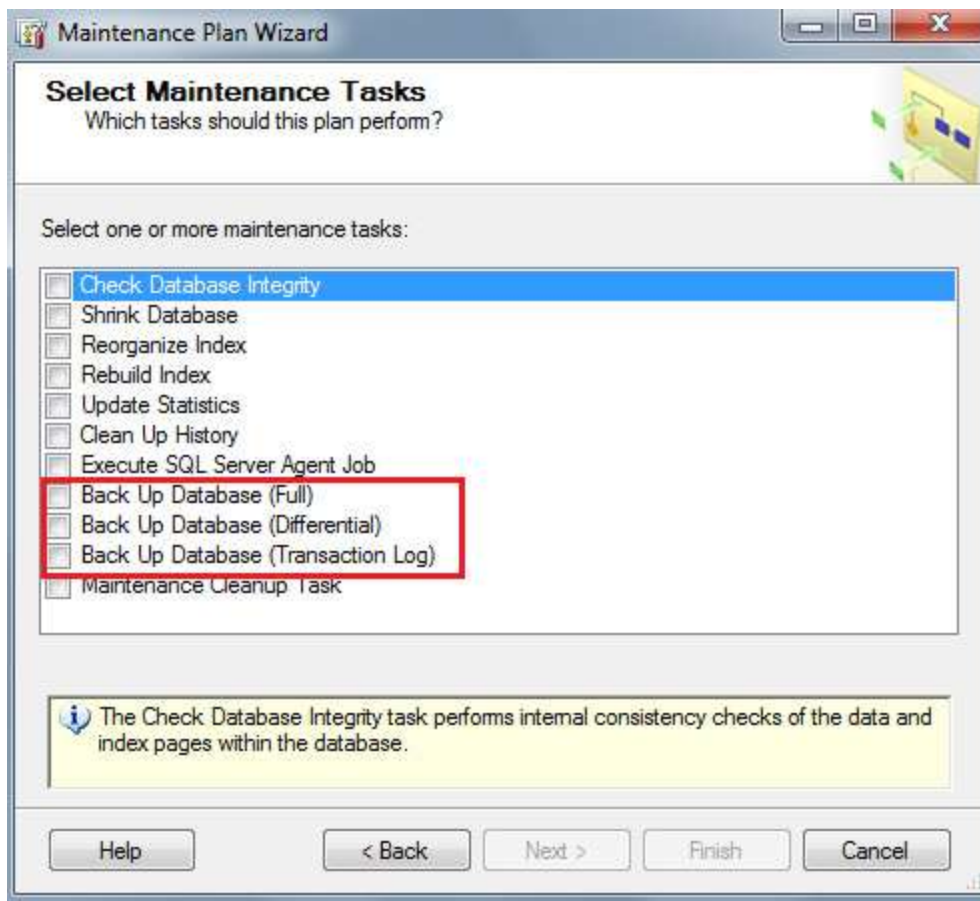 Maintenance Plan Wizard
Select Maintenance Tasks
Which tasks should this plan perform?
Select one or more maintenance tasks:
Check Database Integrity
Shrink Database
Reorganize Index
Rebuild Index
Update Statistics
Clean Up History
Execute SQL Server Agent Job
Back Up Database (Full)
Back Up Database (Differential)
Back Up Database (Transaction Log)
Maintenance Cleanup Task
The Check Database Integrity task performs internal consistency checks of the data and
index pages within the database.
Help
< Back
Next >
Finish
Cancel